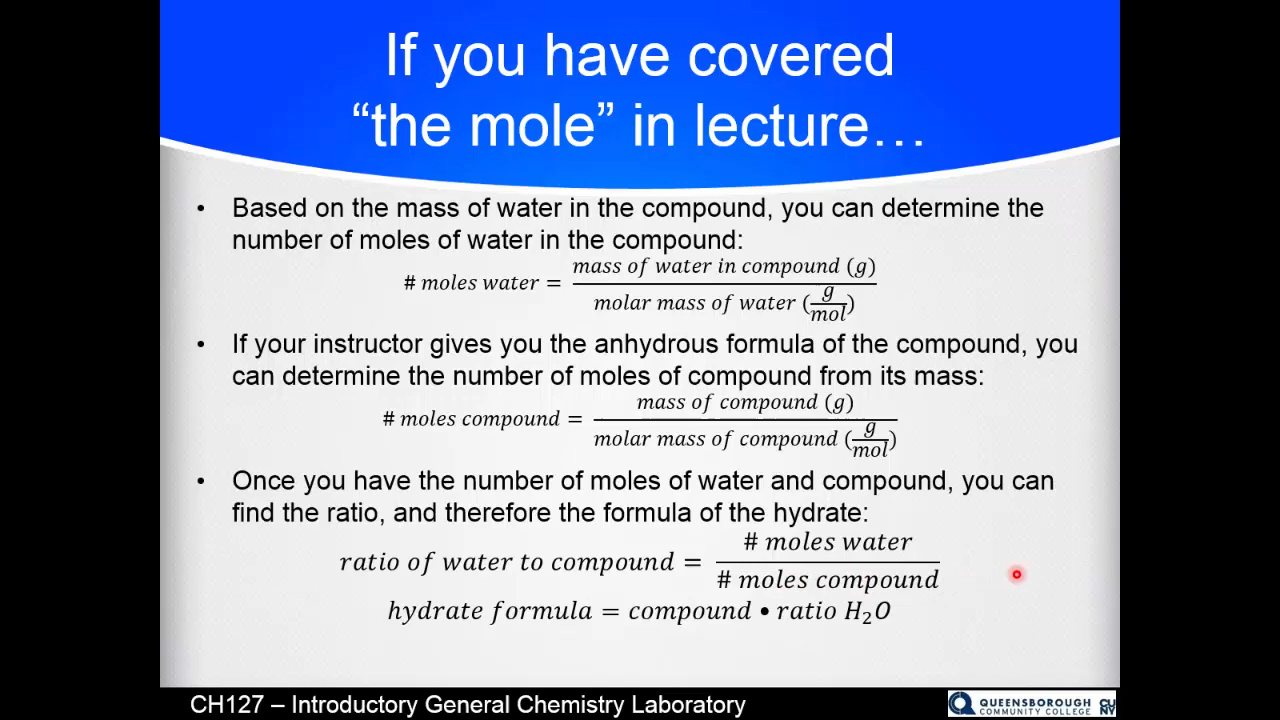 If you have covered
“the mole” in lecture…
• Based on the mass of water in the compound, you can determine the
number of moles of water in the compound:
# moles water = mass of water in compound (g) / molar mass of water (g/mol)
• If your instructor gives you the anhydrous formula of the compound, you
can determine the number of moles of compound from its mass:
# moles compound = mass of compound (g) / molar mass of compound (g/mol)
• Once you have the number of moles of water and compound, you can
find the ratio, and therefore the formula of the hydrate:
ratio of water to compound = # moles water / # moles compound
hydrate formula = compound • ratio H₂O
CH127 – Introductory General Chemistry Laboratory
QUEENSBOROUGH
COMMUNITY COLLEGE
CU
NY